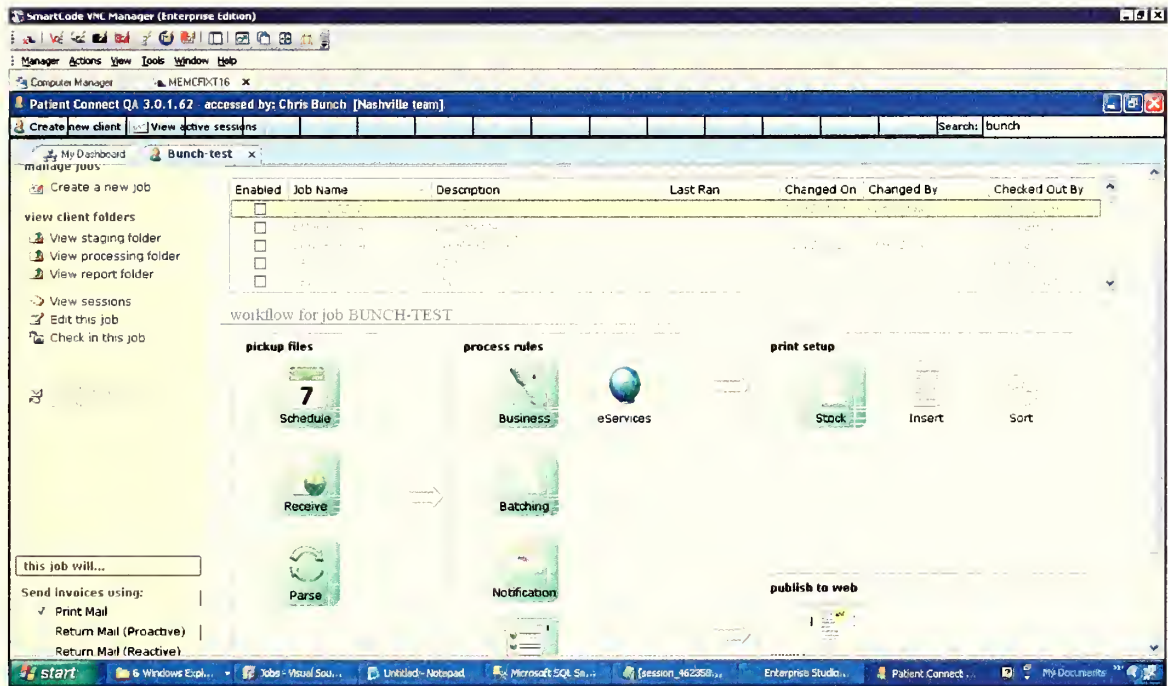 SmartCode VNC Manager (Enterprise Edition)
Manager Actions View Tools Window Help
Computer Manager MEMCFIXT16 X
Patient Connect QA 3.0.1.62 - accessed by: Chris Bunch [Nashville team]
Create new client View active sessions Search: bunch
My Dashboard Bunch-test x
manage jobs
Create a new job
view client folders
View staging folder
View processing folder
View report folder
View sessions
Edit this job
Check in this job
Enabled Job Name Description Last Ran Changed On Changed By Checked Out By
workflow for job BUNCH-TEST
pickup files process rules print setup
7
Schedule Business eServices Stock Insert Sort
Receive Batching
Parse Notification
publish to web
this job will...
Send invoices using:
Print Mail
Return Mail (Proactive)
Return Mail (Reactive)
start 6 Windows Expl... Jobs - Visual Sou... Untitled - Notepad Microsoft SQL Se... [session_462358... Enterprise Studio... Patient Connect ... My Documents